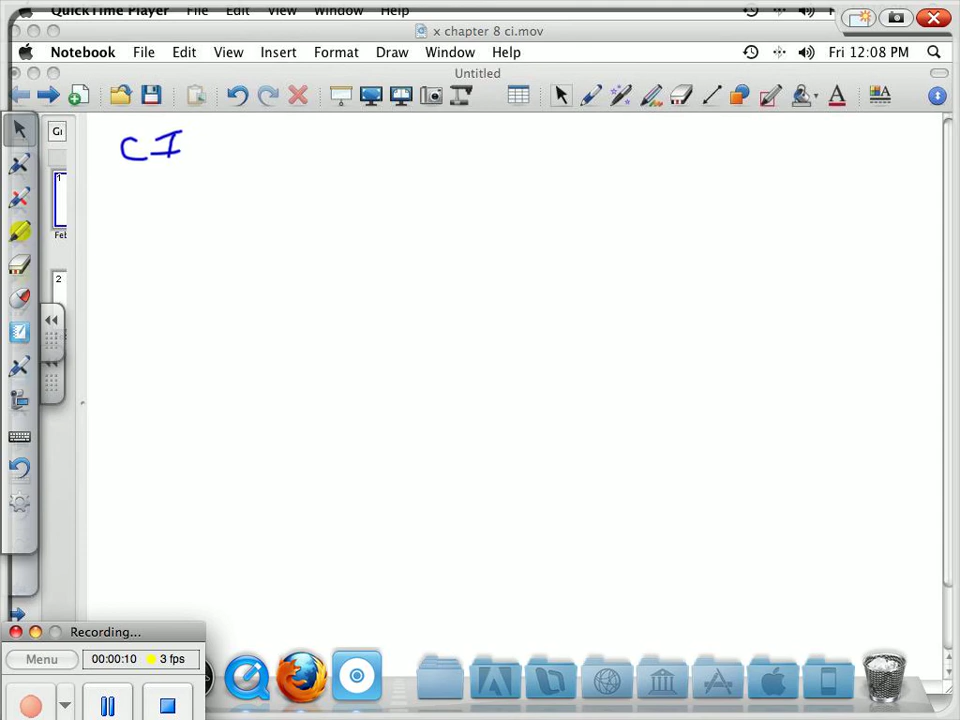 QuickTime Player File Edit View Window Help
x chapter 8 ci.mov
Notebook File Edit View Insert Format Draw Window Help Fri 12:08 PM
Untitled
CI
1
2
Recording...
Menu 00:00:10 3 fps